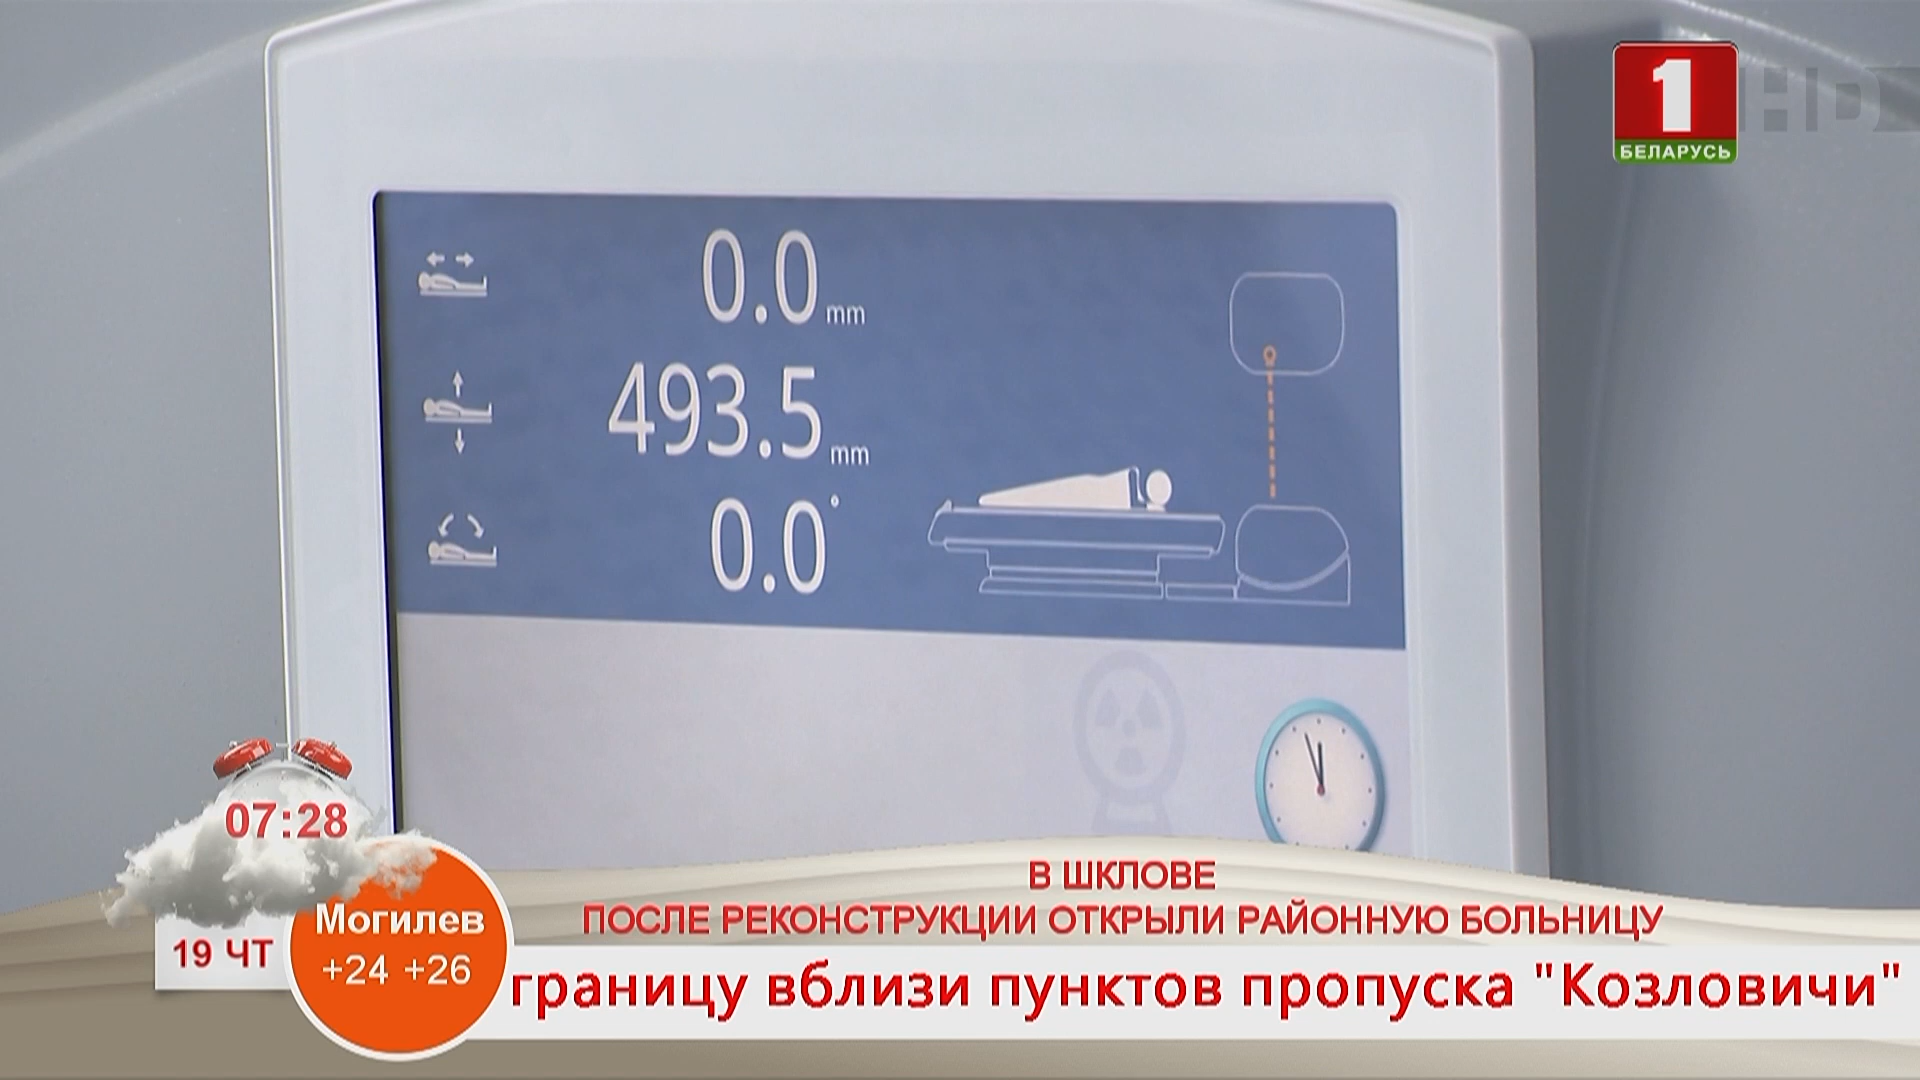 1
HD
БЕЛАРУСЬ
0.0 mm
493.5 mm
0.0°
07:28
19 ЧТ
Могилев
+24 +26
В ШКЛОВЕ
ПОСЛЕ РЕКОНСТРУКЦИИ ОТКРЫЛИ РАЙОННУЮ БОЛЬНИЦУ
границу вблизи пунктов пропуска "Козловичи"